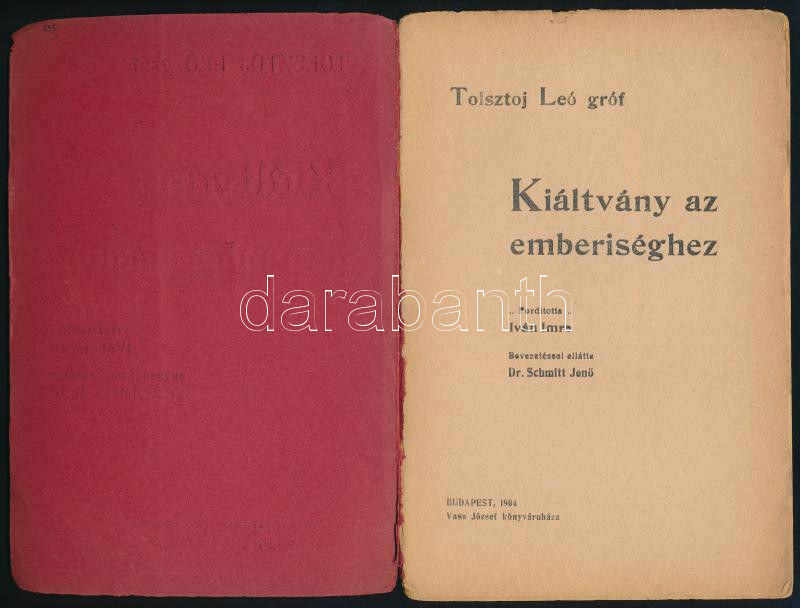 Tolsztoj Leó gróf
Kiáltvány az
emberiséghez
.. Fordította ..
Iván Imre
Bevezetéssel ellátta
Dr. Schmitt Jenő
BUDAPEST, 1904
Vass József könyváruháza
darabanth